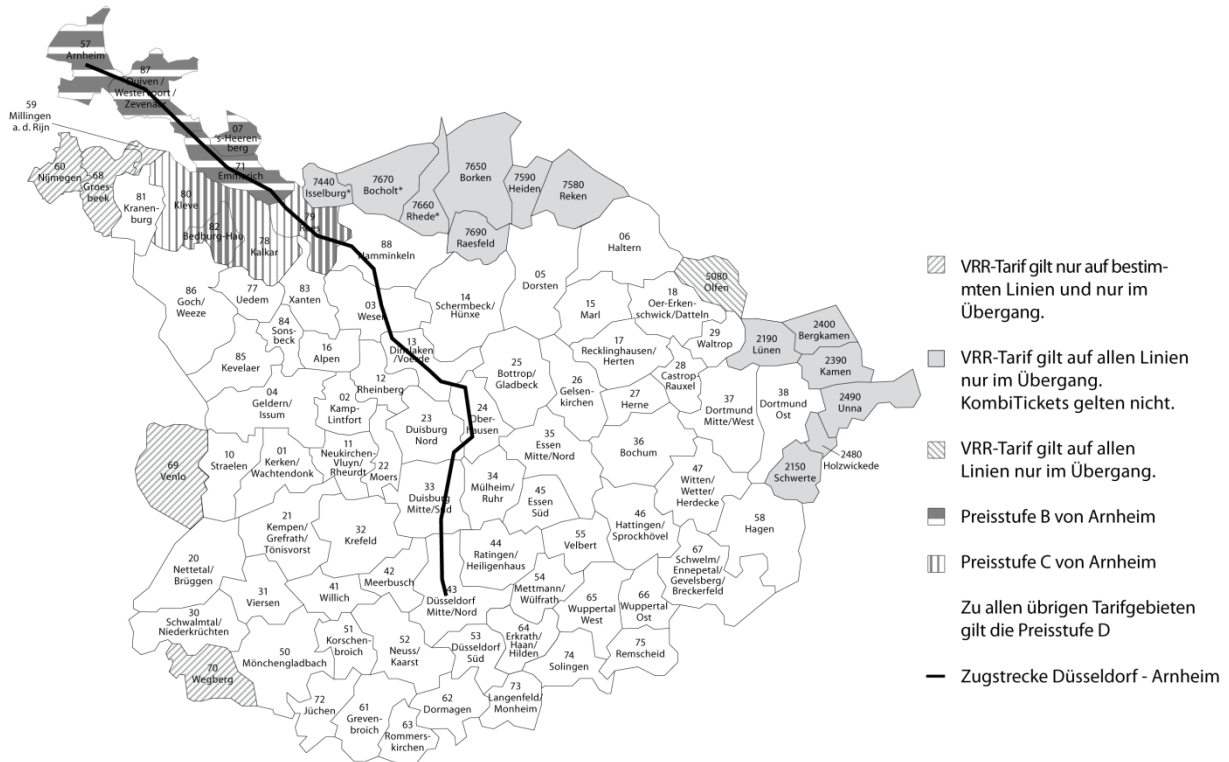 57
Arnheim
87
Duiven /
Westervoort /
Zevenaar
59
Millingen
a. d. Rijn
07
's-Heeren-
berg
71
Emmerich
60
Nijmegen
68
Groes-
beek
81
Kranen-
burg
80
Kleve
82
Bedburg-Hau
78
Kalkar
79
Rees
7440
Isselburg*
7670
Bocholt*
7660
Rhede*
7650
Borken
7590
Heiden
7580
Reken
7690
Raesfeld
88
Hamminkeln
06
Haltern
05
Dorsten
86
Goch/
Weeze
77
Uedem
83
Xanten
03
Wesel
14
Schermbeck/
Hünxe
15
Marl
18
Oer-Erken-
schwick/Datteln
5080
Olfen
84
Sons-
beck
16
Alpen
13
Dinslaken
/Voerde
17
Recklinghausen/
Herten
29
Waltrop
2190
Lünen
2400
Bergkamen
2390
Kamen
85
Kevelaer
12
Rheinberg
25
Bottrop/
Gladbeck
26
Gelsen-
kirchen
28
Castrop-
Rauxel
04
Geldern/
Issum
02
Kamp-
Lintfort
23
Duisburg
Nord
24
Ober-
hausen
27
Herne
37
Dortmund
Mitte/West
38
Dortmund
Ost
2490
Unna
69
Venlo
10
Straelen
01
Kerken/
Wachtendonk
11
Neukirchen-
Vluyn/
Rheurdt
22
Moers
35
Essen
Mitte/Nord
36
Bochum
2480
Holzwickede
2150
Schwerte
33
Duisburg
Mitte/Süd
34
Mülheim/
Ruhr
45
Essen
Süd
47
Witten/
Wetter/
Herdecke
21
Kempen/
Grefrath/
Tönisvorst
32
Krefeld
46
Hattingen/
Sprockhövel
58
Hagen
20
Nettetal/
Brüggen
44
Ratingen/
Heiligenhaus
55
Velbert
67
Schwelm/
Ennepetal/
Gevelsberg/
Breckerfeld
31
Viersen
41
Willich
42
Meerbusch
43
Düsseldorf
Mitte/Nord
54
Mettmann/
Wülfrath
65
Wuppertal
West
66
Wuppertal
Ost
30
Schwalmtal/
Niederkrüchten
51
Korschen-
broich
52
Neuss/
Kaarst
53
Düsseldorf
Süd
64
Erkrath/
Haan/
Hilden
74
Solingen
75
Remscheid
50
Mönchengladbach
70
Wegberg
72
Jüchen
61
Greven-
broich
62
Dormagen
73
Langenfeld/
Monheim
63
Rommers-
kirchen
VRR-Tarif gilt nur auf bestim-
mten Linien und nur im
Übergang.
VRR-Tarif gilt auf allen Linien
nur im Übergang.
KombiTickets gelten nicht.
VRR-Tarif gilt auf allen
Linien nur im Übergang.
Preisstufe B von Arnheim
Preisstufe C von Arnheim
Zu allen übrigen Tarifgebieten
gilt die Preisstufe D
Zugstrecke Düsseldorf - Arnheim